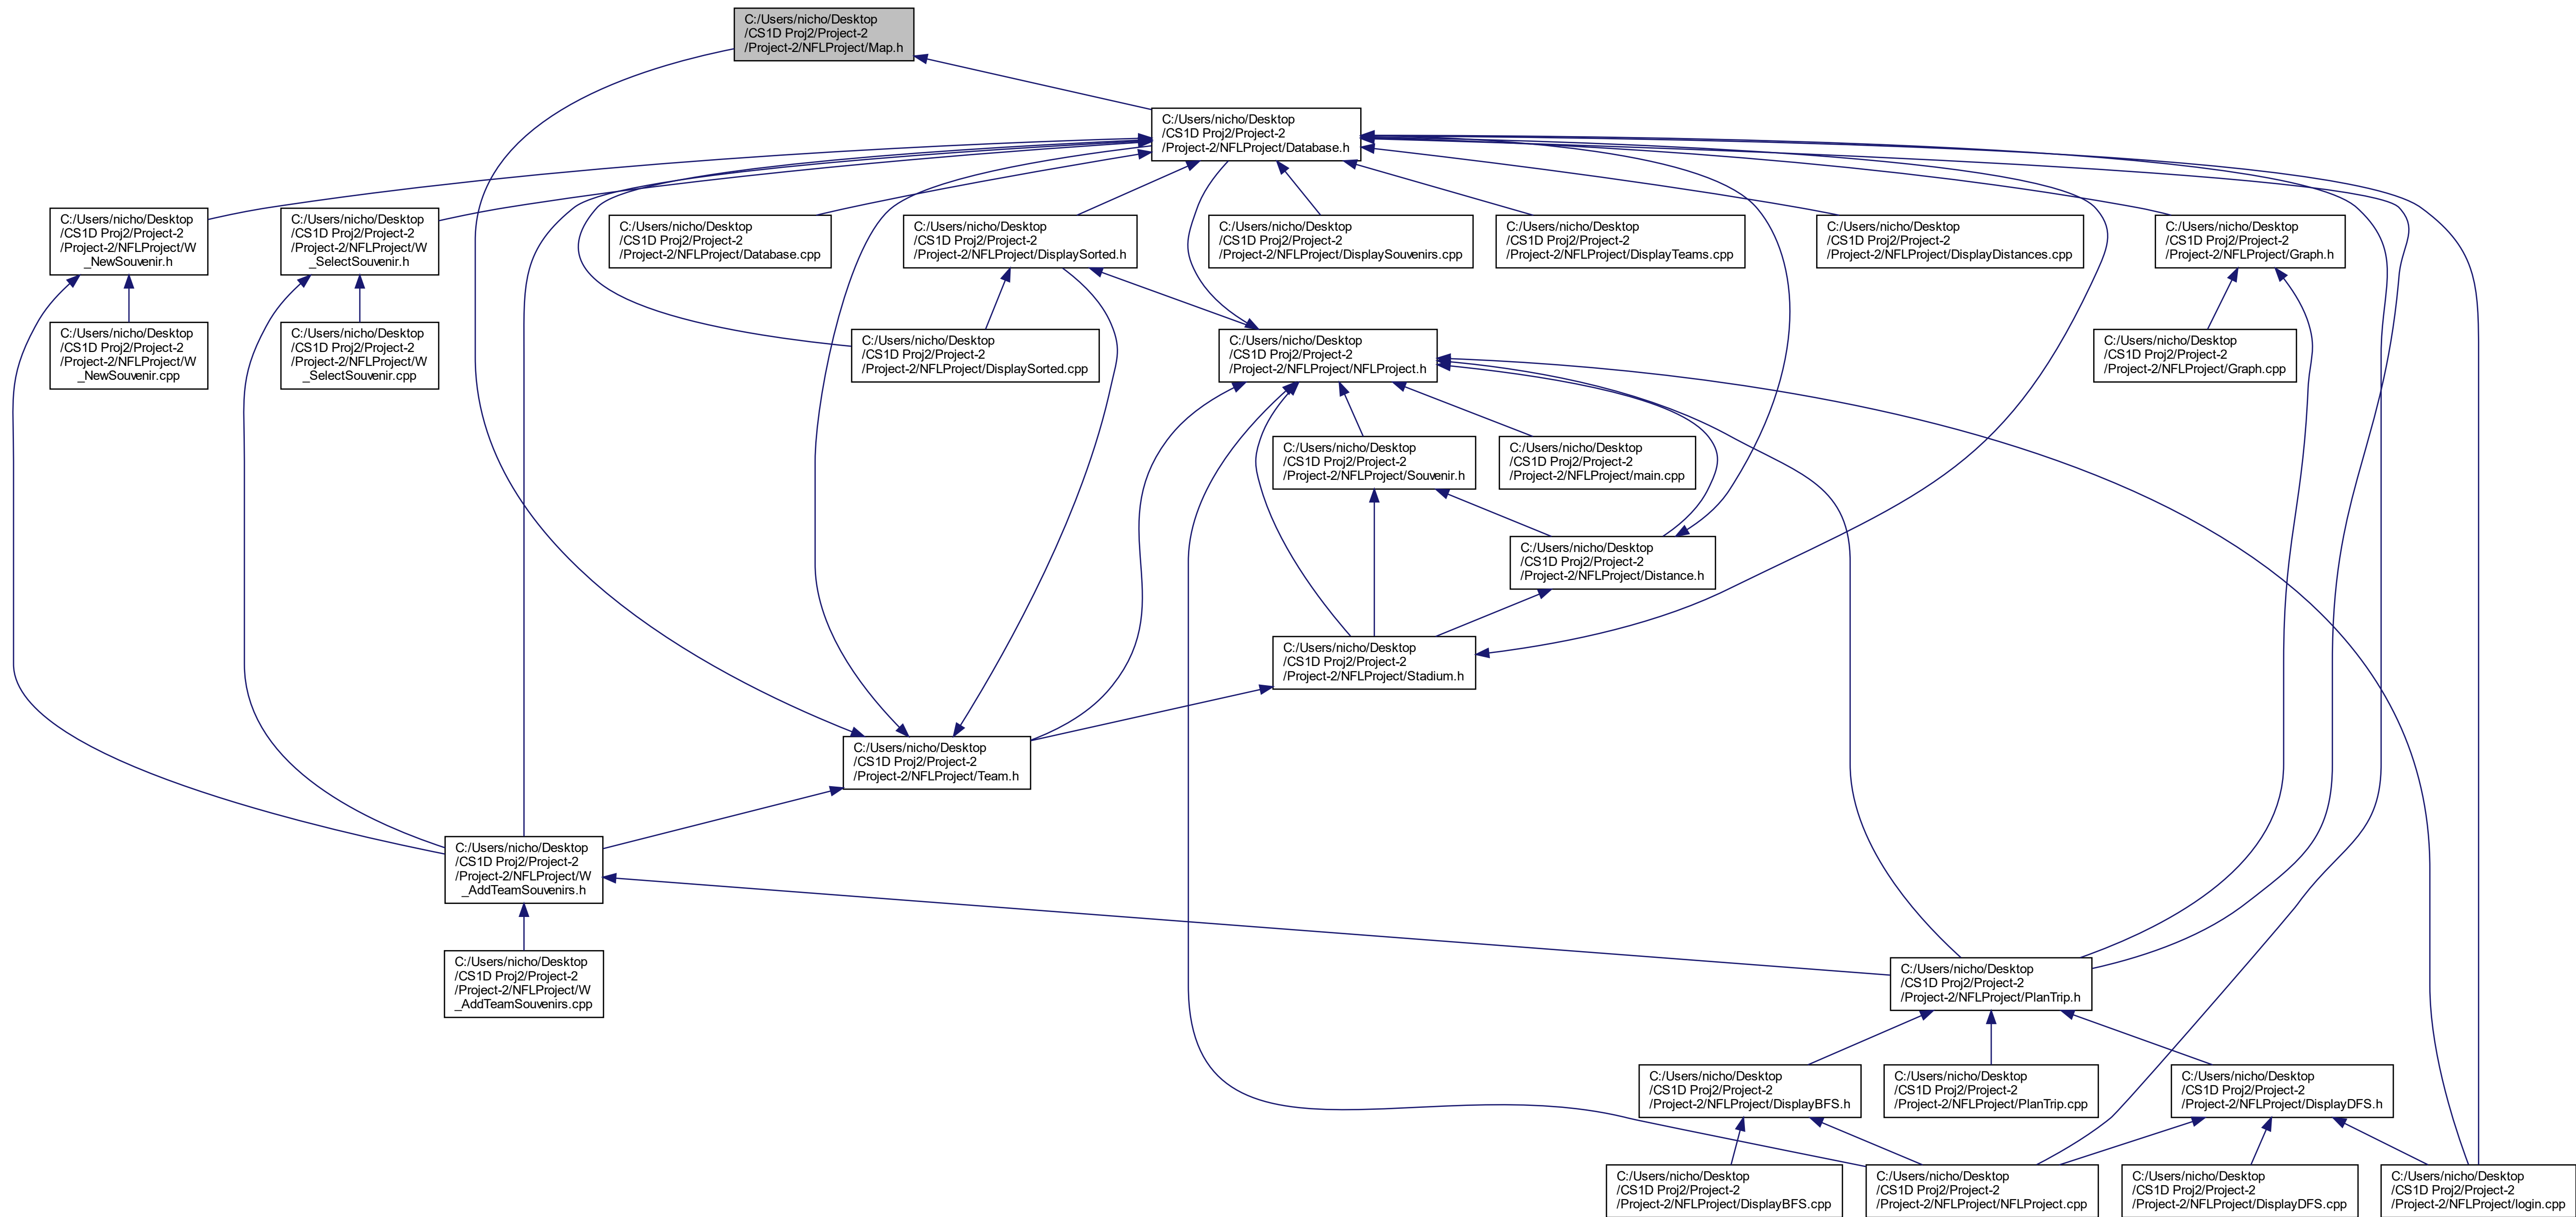 C:/Users/nicho/Desktop
/CS1D Proj2/Project-2
/Project-2/NFLProject/Map.h
C:/Users/nicho/Desktop
/CS1D Proj2/Project-2
/Project-2/NFLProject/Database.h
C:/Users/nicho/Desktop
/CS1D Proj2/Project-2
/Project-2/NFLProject/W
_NewSouvenir.h
C:/Users/nicho/Desktop
/CS1D Proj2/Project-2
/Project-2/NFLProject/W
_SelectSouvenir.h
C:/Users/nicho/Desktop
/CS1D Proj2/Project-2
/Project-2/NFLProject/Database.cpp
C:/Users/nicho/Desktop
/CS1D Proj2/Project-2
/Project-2/NFLProject/DisplaySorted.h
C:/Users/nicho/Desktop
/CS1D Proj2/Project-2
/Project-2/NFLProject/DisplaySouvenirs.cpp
C:/Users/nicho/Desktop
/CS1D Proj2/Project-2
/Project-2/NFLProject/DisplayTeams.cpp
C:/Users/nicho/Desktop
/CS1D Proj2/Project-2
/Project-2/NFLProject/DisplayDistances.cpp
C:/Users/nicho/Desktop
/CS1D Proj2/Project-2
/Project-2/NFLProject/Graph.h
C:/Users/nicho/Desktop
/CS1D Proj2/Project-2
/Project-2/NFLProject/W
_NewSouvenir.cpp
C:/Users/nicho/Desktop
/CS1D Proj2/Project-2
/Project-2/NFLProject/W
_SelectSouvenir.cpp
C:/Users/nicho/Desktop
/CS1D Proj2/Project-2
/Project-2/NFLProject/DisplaySorted.cpp
C:/Users/nicho/Desktop
/CS1D Proj2/Project-2
/Project-2/NFLProject/NFLProject.h
C:/Users/nicho/Desktop
/CS1D Proj2/Project-2
/Project-2/NFLProject/Graph.cpp
C:/Users/nicho/Desktop
/CS1D Proj2/Project-2
/Project-2/NFLProject/Souvenir.h
C:/Users/nicho/Desktop
/CS1D Proj2/Project-2
/Project-2/NFLProject/main.cpp
C:/Users/nicho/Desktop
/CS1D Proj2/Project-2
/Project-2/NFLProject/Distance.h
C:/Users/nicho/Desktop
/CS1D Proj2/Project-2
/Project-2/NFLProject/Stadium.h
C:/Users/nicho/Desktop
/CS1D Proj2/Project-2
/Project-2/NFLProject/Team.h
C:/Users/nicho/Desktop
/CS1D Proj2/Project-2
/Project-2/NFLProject/W
_AddTeamSouvenirs.h
C:/Users/nicho/Desktop
/CS1D Proj2/Project-2
/Project-2/NFLProject/W
_AddTeamSouvenirs.cpp
C:/Users/nicho/Desktop
/CS1D Proj2/Project-2
/Project-2/NFLProject/PlanTrip.h
C:/Users/nicho/Desktop
/CS1D Proj2/Project-2
/Project-2/NFLProject/DisplayBFS.h
C:/Users/nicho/Desktop
/CS1D Proj2/Project-2
/Project-2/NFLProject/PlanTrip.cpp
C:/Users/nicho/Desktop
/CS1D Proj2/Project-2
/Project-2/NFLProject/DisplayDFS.h
C:/Users/nicho/Desktop
/CS1D Proj2/Project-2
/Project-2/NFLProject/DisplayBFS.cpp
C:/Users/nicho/Desktop
/CS1D Proj2/Project-2
/Project-2/NFLProject/NFLProject.cpp
C:/Users/nicho/Desktop
/CS1D Proj2/Project-2
/Project-2/NFLProject/DisplayDFS.cpp
C:/Users/nicho/Desktop
/CS1D Proj2/Project-2
/Project-2/NFLProject/login.cpp